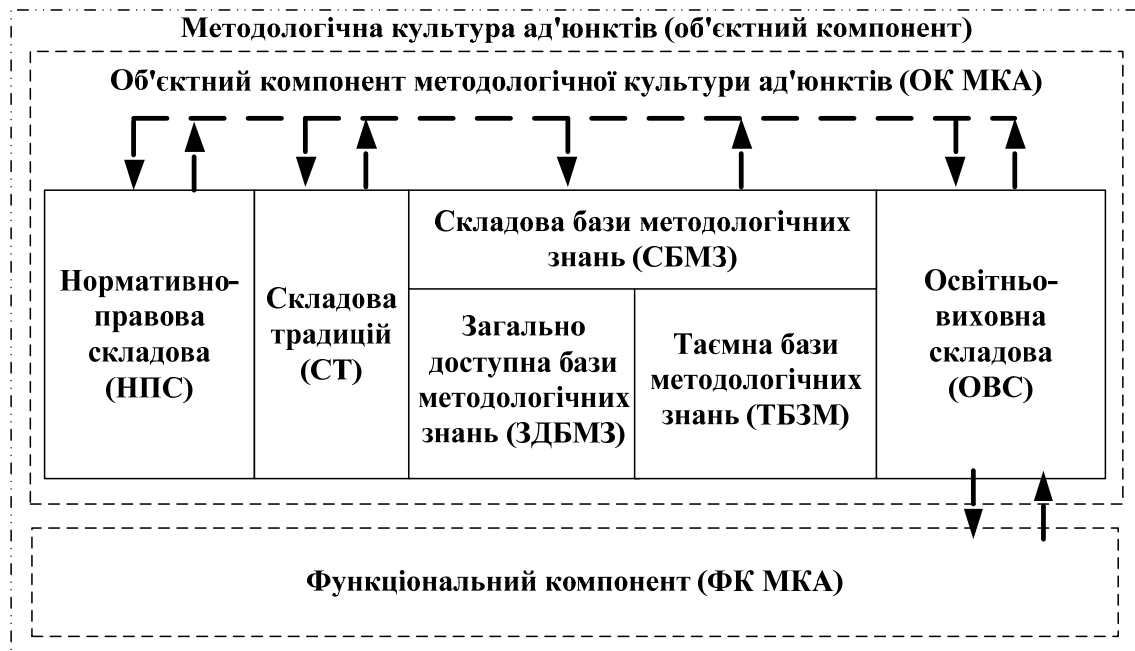 Методологічна культура ад'юнктів (об'єктний компонент)
Об'єктний компонент методологічної культури ад'юнктів (ОК МКА)
Нормативно-
правова
складова
(НПС)
Складова
традицій
(СТ)
Складова бази методологічних
знань (СБМЗ)
Загально
доступна бази
методологічних
знань (ЗДБМЗ)
Таємна бази
методологічних
знань (ТБЗМ)
Освітньо-
виховна
складова
(ОВС)
Функціональний компонент (ФК МКА)